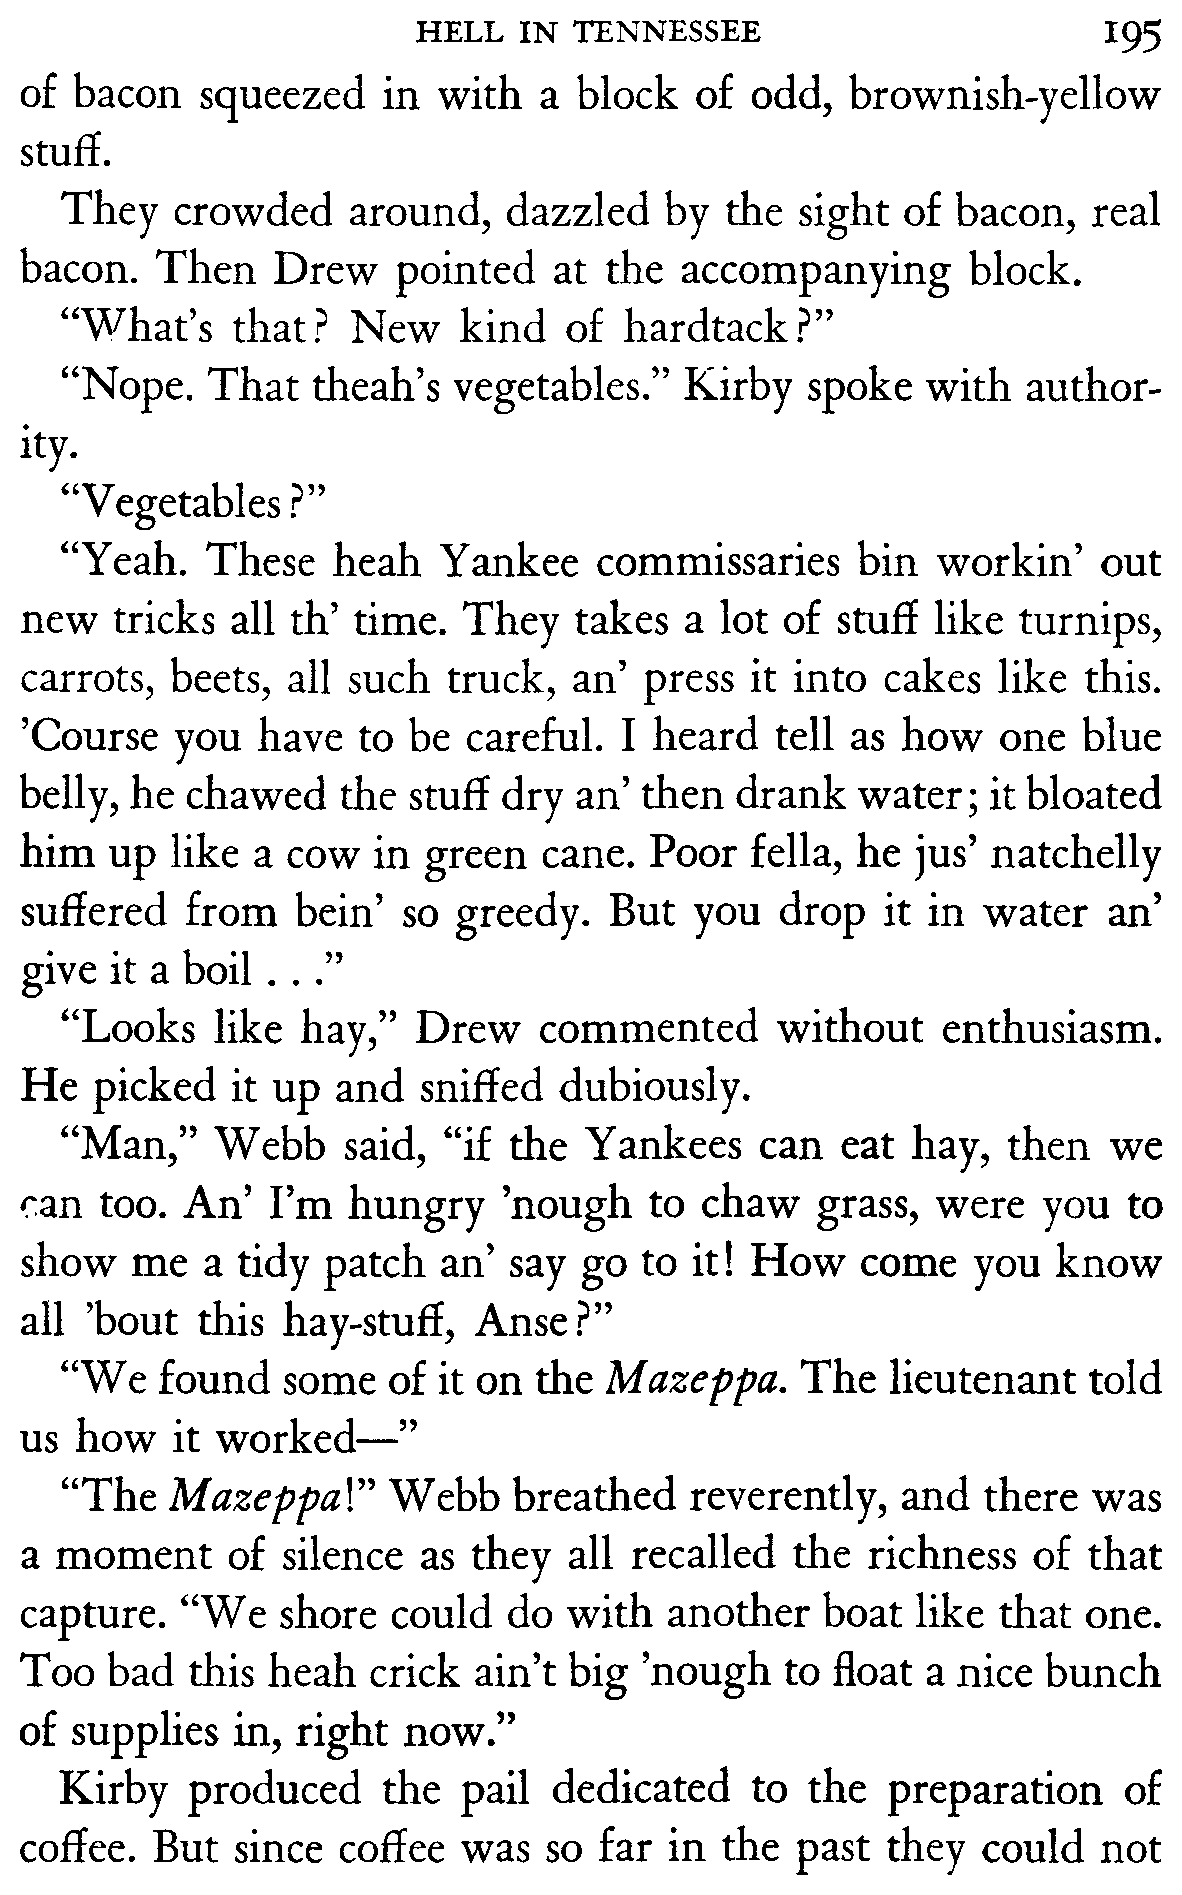 HELL IN TENNESSEE 195
of bacon squeezed in with a block of odd, brownish-yellow
stuff.
They crowded around, dazzled by the sight of bacon, real
bacon. Then Drew pointed at the accompanying block.
“What's that? New kind of hardtack?”
“Nope. That theah's vegetables.” Kirby spoke with author-
ity.
“Vegetables?”
“Yeah. These heah Yankee commissaries bin workin’ out
new tricks all th’ time. They takes a lot of stuff like turnips,
carrots, beets, all such truck, an’ press it into cakes like this.
’Course you have to be careful. I heard tell as how one blue
belly, he chawed the stuff dry an’ then drank water; it bloated
him up like a cow in green cane. Poor fella, he jus’ natchelly
suffered from bein’ so greedy. But you drop it in water an’
give it a boil . . .”
“Looks like hay,” Drew commented without enthusiasm.
He picked it up and sniffed dubiously.
“Man,” Webb said, “if the Yankees can eat hay, then we
can too. An’ I’m hungry ’nough to chaw grass, were you to
show me a tidy patch an’ say go to it! How come you know
all ’bout this hay-stuff, Anse?”
“We found some of it on the Mazeppa. The lieutenant told
us how it worked—”
“The Mazeppa!” Webb breathed reverently, and there was
a moment of silence as they all recalled the richness of that
capture. “We shore could do with another boat like that one.
Too bad this heah crick ain't big ’nough to float a nice bunch
of supplies in, right now.”
Kirby produced the pail dedicated to the preparation of
coffee. But since coffee was so far in the past they could not